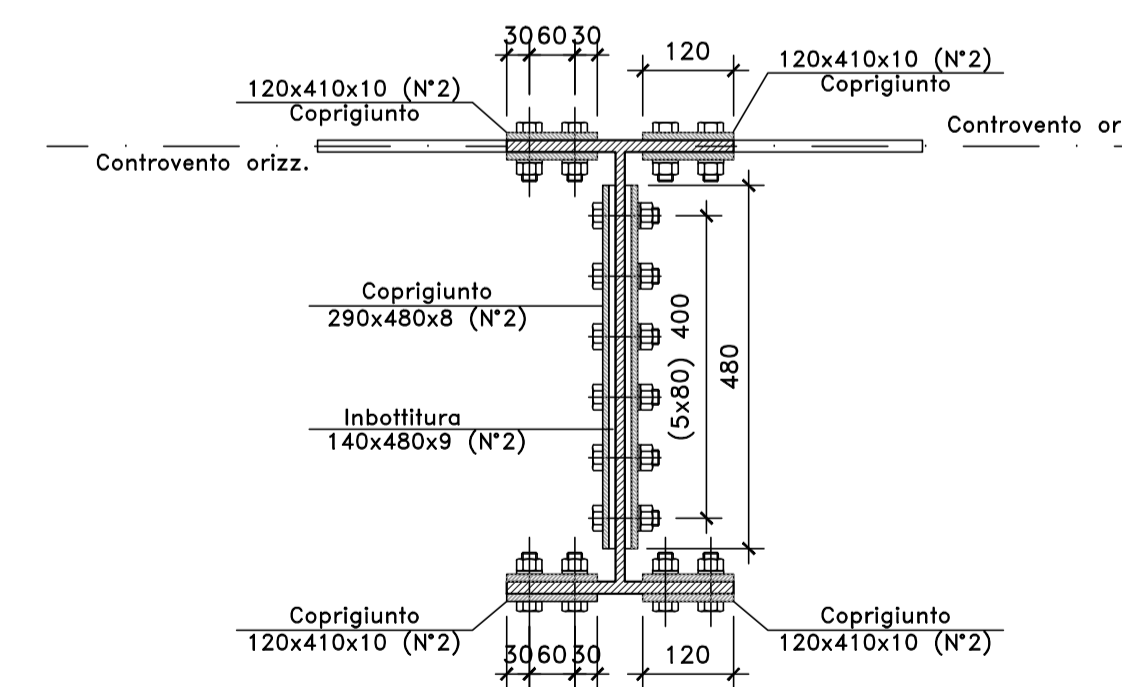 30 60 30
120
120x410x10 (N°2)
Coprigiunto
120x410x10 (N°2)
Coprigiunto
Controvento or
Controvento orizz.
Coprigiunto
290x480x8 (N°2)
(5x80) 400
480
Inbottitura
140x480x9 (N°2)
Coprigiunto
120x410x10 (N°2)
Coprigiunto
120x410x10 (N°2)
30 60 30
120